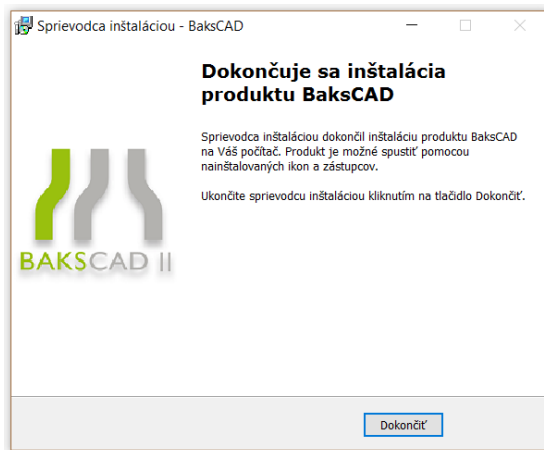 Sprievodca inštaláciou - BaksCAD
Dokončuje sa inštalácia
produktu BaksCAD
Sprievodca inštaláciou dokončil inštaláciu produktu BaksCAD
na Váš počítač. Produkt je možné spustiť pomocou
nainštalovaných ikon a zástupcov.
Ukončite sprievodcu inštaláciou kliknutím na tlačidlo Dokončiť.
BAKSCAD II
Dokončiť